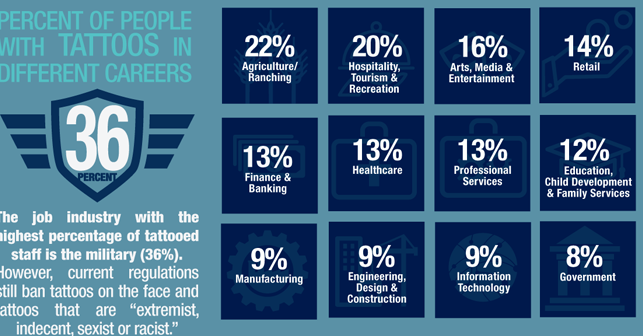 PERCENT OF PEOPLE
WITH TATTOOS IN
DIFFERENT CAREERS
36
PERCENT
The job industry with the
highest percentage of tattooed
staff is the military (36%).
However, current regulations
still ban tattoos on the face and
tattoos that are “extremist,
indecent, sexist or racist.”
22%
Agriculture/
Ranching
20%
Hospitality,
Tourism &
Recreation
16%
Arts, Media &
Entertainment
14%
Retail
13%
Finance &
Banking
13%
Healthcare
13%
Professional
Services
12%
Education,
Child Development
& Family Services
9%
Manufacturing
9%
Engineering,
Design &
Construction
9%
Information
Technology
8%
Government